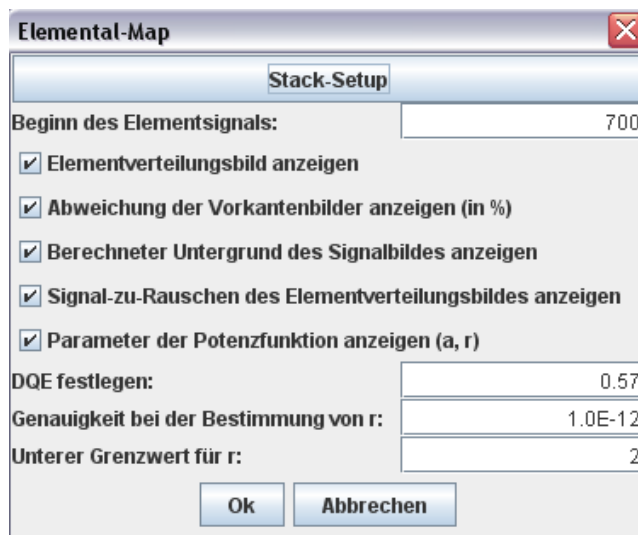 Elemental-Map
Stack-Setup
Beginn des Elementsignals: 700
Elementverteilungsbild anzeigen
Abweichung der Vorkantenbilder anzeigen (in %)
Berechneter Untergrund des Signalbildes anzeigen
Signal-zu-Rauschen des Elementverteilungsbildes anzeigen
Parameter der Potenzfunktion anzeigen (a, r)
DQE festlegen: 0.57
Genauigkeit bei der Bestimmung von r: 1.0E-12
Unterer Grenzwert für r: 2
Ok Abbrechen